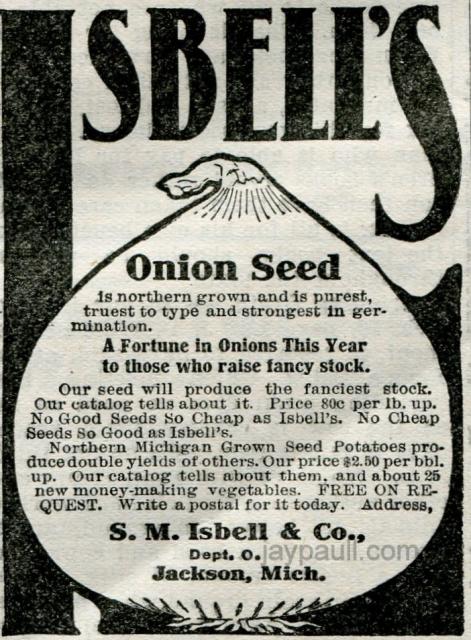 ISBELL'S
Onion Seed
is northern grown and is purest,
truest to type and strongest in ger-
mination.
A Fortune in Onions This Year
to those who raise fancy stock.
Our seed will produce the fanciest stock.
Our catalog tells about it. Price 80c per lb. up.
No Good Seeds So Cheap as Isbell's. No Cheap
Seeds So Good as Isbell's.
Northern Michigan Grown Seed Potatoes pro-
duce double yields of others. Our price $2.50 per bbl.
up. Our catalog tells about them, and about 25
new money-making vegetables. FREE ON RE-
QUEST. Write a postal for it today. Address,
S. M. Isbell & Co.,
Dept. O.
jaypaull.com
Jackson, Mich.